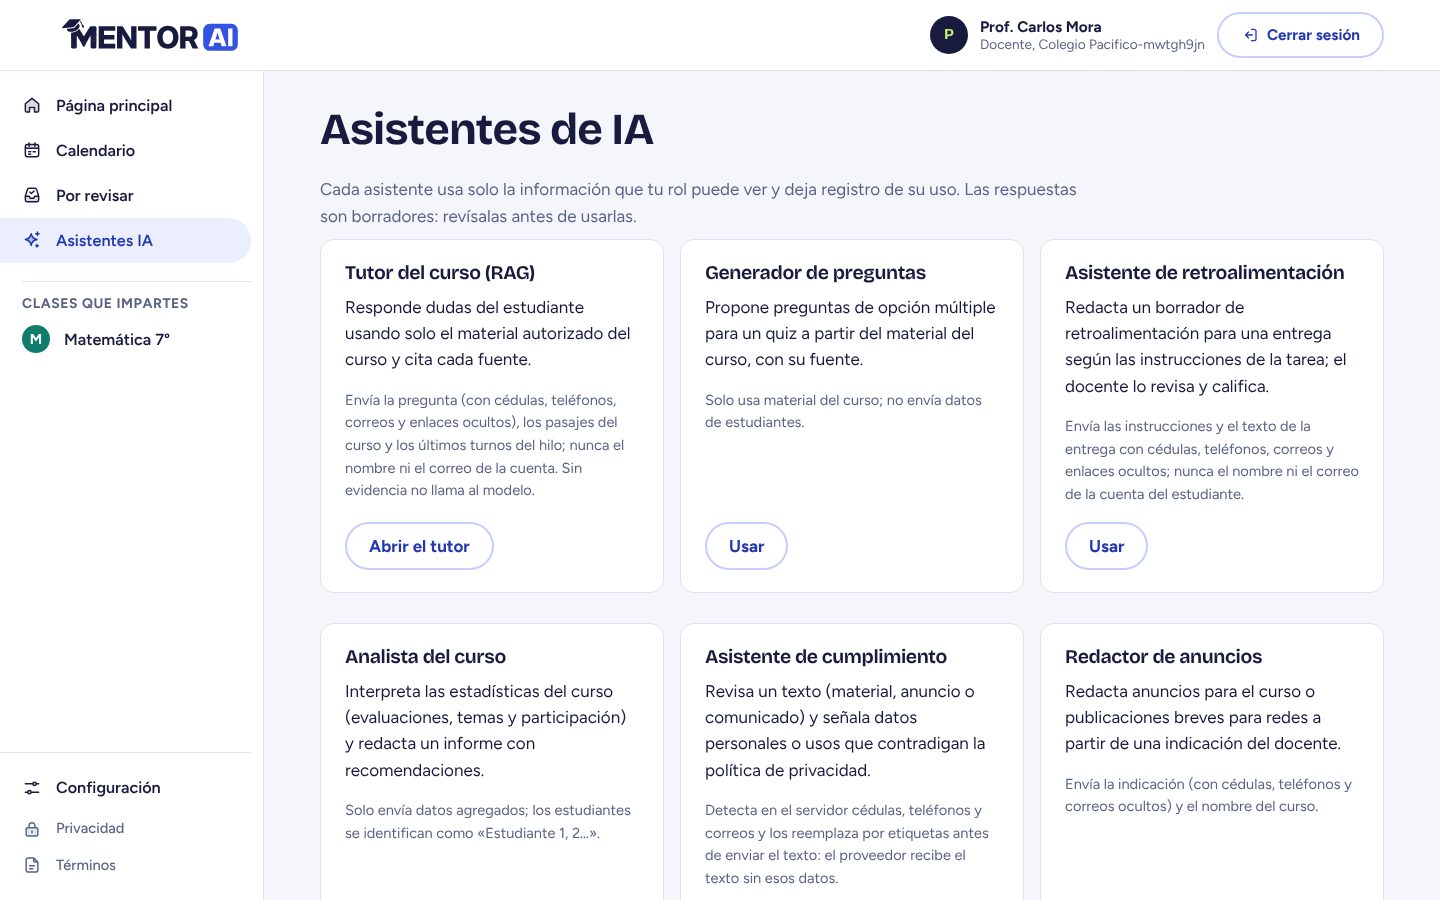 MENTOR AI
P
Prof. Carlos Mora
Docente, Colegio Pacifico-mwtgh9jn
Cerrar sesión
Página principal
Calendario
Por revisar
Asistentes IA
CLASES QUE IMPARTES
M
Matemática 7°
Configuración
Privacidad
Términos
Asistentes de IA
Cada asistente usa solo la información que tu rol puede ver y deja registro de su uso. Las respuestas
son borradores: revísalas antes de usarlas.
Tutor del curso (RAG)
Responde dudas del estudiante
usando solo el material autorizado del
curso y cita cada fuente.
Envía la pregunta (con cédulas, teléfonos,
correos y enlaces ocultos), los pasajes del
curso y los últimos turnos del hilo; nunca el
nombre ni el correo de la cuenta. Sin
evidencia no llama al modelo.
Abrir el tutor
Generador de preguntas
Propone preguntas de opción múltiple
para un quiz a partir del material del
curso, con su fuente.
Solo usa material del curso; no envía datos
de estudiantes.
Usar
Asistente de retroalimentación
Redacta un borrador de
retroalimentación para una entrega
según las instrucciones de la tarea; el
docente lo revisa y califica.
Envía las instrucciones y el texto de la
entrega con cédulas, teléfonos, correos y
enlaces ocultos; nunca el nombre ni el correo
de la cuenta del estudiante.
Usar
Analista del curso
Interpreta las estadísticas del curso
(evaluaciones, temas y participación)
y redacta un informe con
recomendaciones.
Solo envía datos agregados; los estudiantes
se identifican como «Estudiante 1, 2...».
Asistente de cumplimiento
Revisa un texto (material, anuncio o
comunicado) y señala datos
personales o usos que contradigan la
política de privacidad.
Detecta en el servidor cédulas, teléfonos y
correos y los reemplaza por etiquetas antes
de enviar el texto: el proveedor recibe el
texto sin esos datos.
Redactor de anuncios
Redacta anuncios para el curso o
publicaciones breves para redes a
partir de una indicación del docente.
Envía la indicación (con cédulas, teléfonos y
correos ocultos) y el nombre del curso.